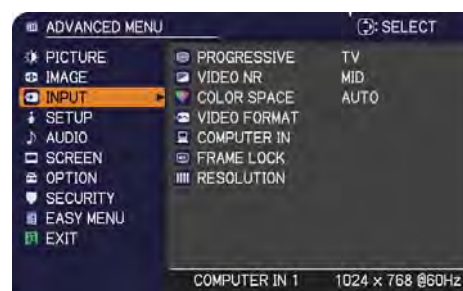 ADVANCED MENU : SELECT
PICTURE
IMAGE
INPUT
SETUP
AUDIO
SCREEN
OPTION
SECURITY
EASY MENU
EXIT
PROGRESSIVE TV
VIDEO NR MID
COLOR SPACE AUTO
VIDEO FORMAT
COMPUTER IN
FRAME LOCK
RESOLUTION
COMPUTER IN 1 1024 x 768 @60Hz